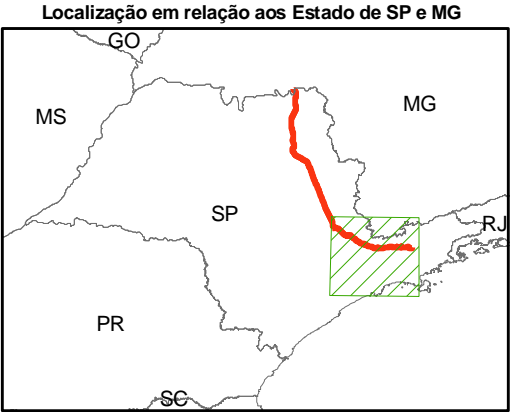 Localização em relação aos Estado de SP e MG
GO
MS
MG
SP
RJ
PR
SC